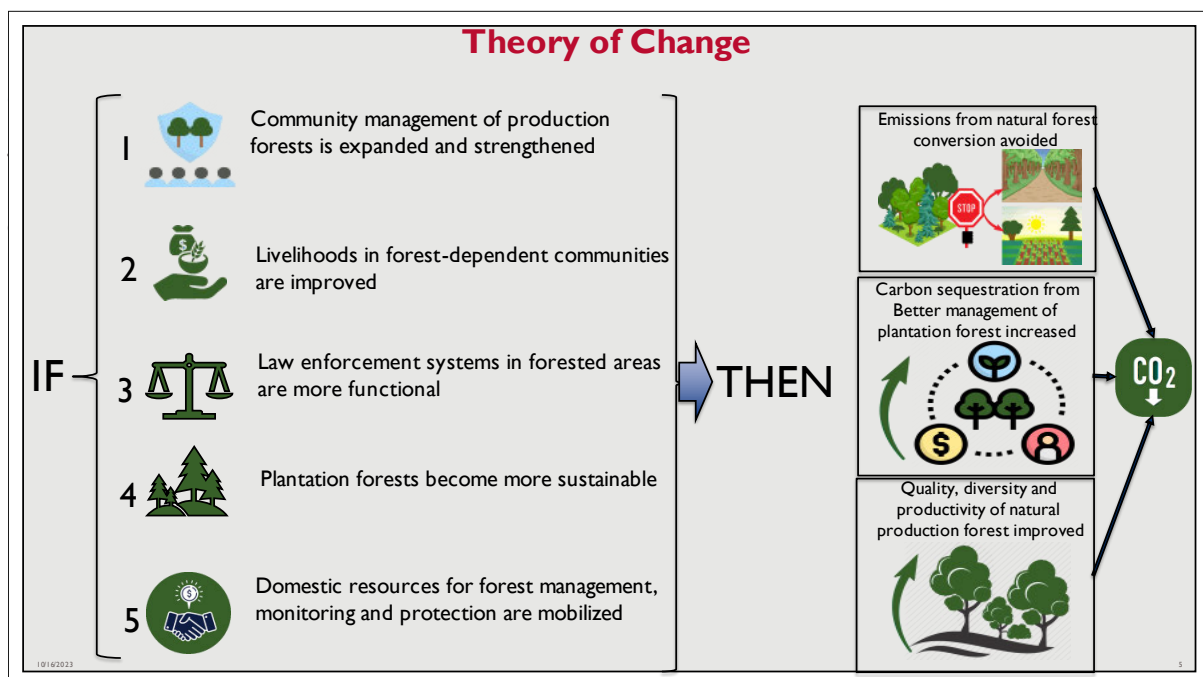 Theory of Change
IF
1
Community management of production
forests is expanded and strengthened
2
Livelihoods in forest-dependent communities
are improved
3
Law enforcement systems in forested areas
are more functional
4
Plantation forests become more sustainable
5
Domestic resources for forest management,
monitoring and protection are mobilized
THEN
Emissions from natural forest
conversion avoided
STOP
Carbon sequestration from
Better management of
plantation forest increased
$
Quality, diversity and
productivity of natural
production forest improved
CO2
10/16/2023
5